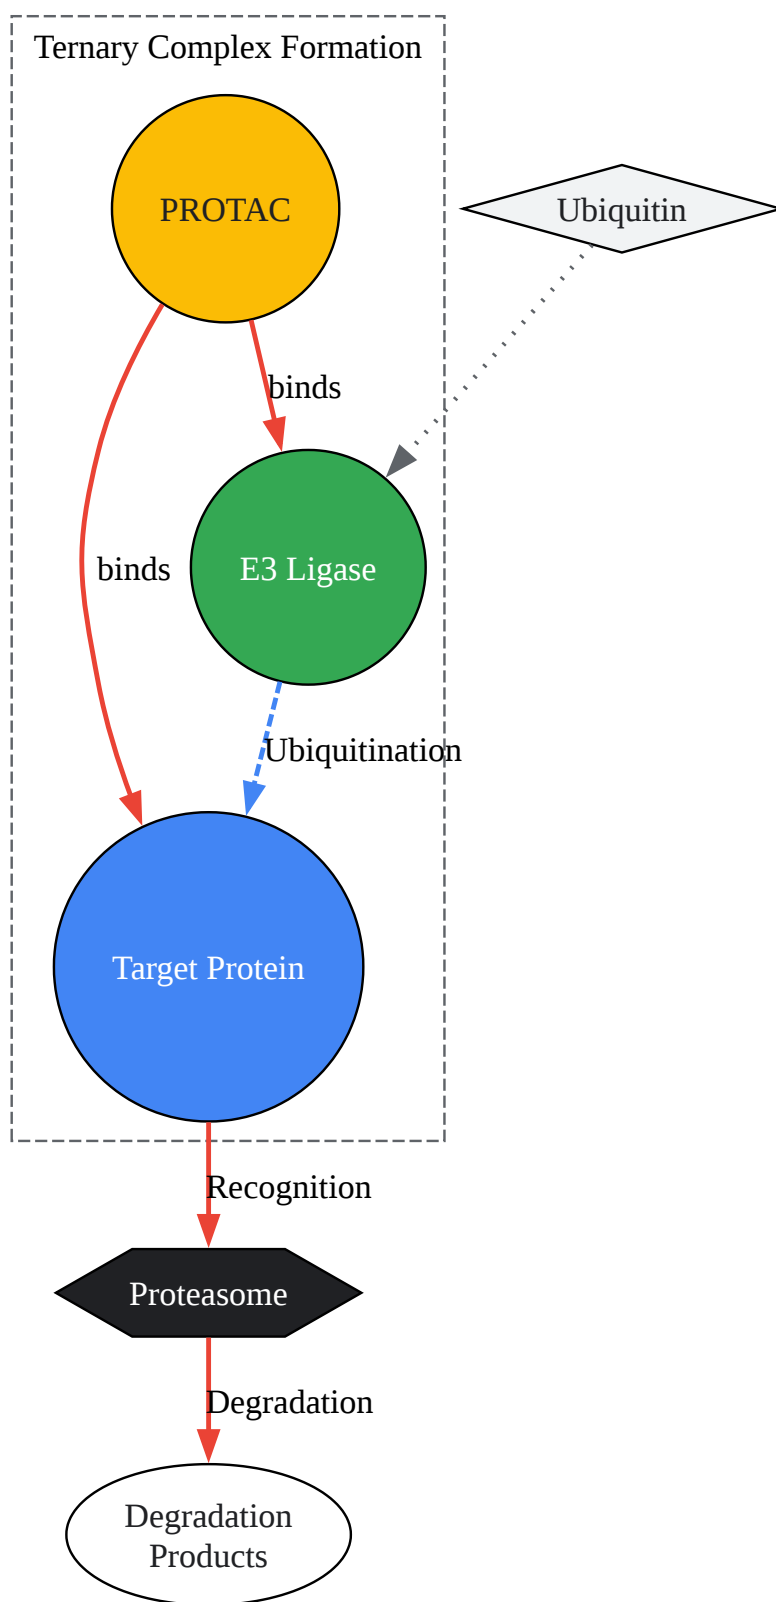 Ternary Complex Formation
PROTAC
Ubiquitin
binds
binds
E3 Ligase
Ubiquitination
Target Protein
Recognition
Proteasome
Degradation
Degradation
Products